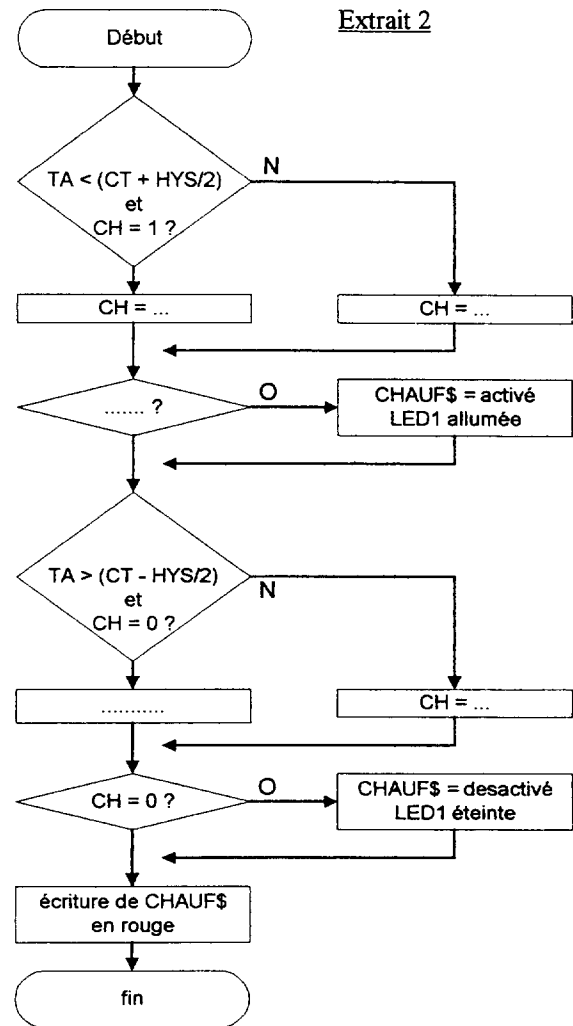 Extrait 2
Début
TA < (CT + HYS/2)
et
CH = 1 ?
N
CH = ...
CH = ...
....... ?
O
CHAUF$ = activé
LED1 allumée
TA > (CT - HYS/2)
et
CH = 0 ?
N
...........
CH = ...
CH = 0 ?
O
CHAUF$ = desactivé
LED1 éteinte
écriture de CHAUF$
en rouge
fin